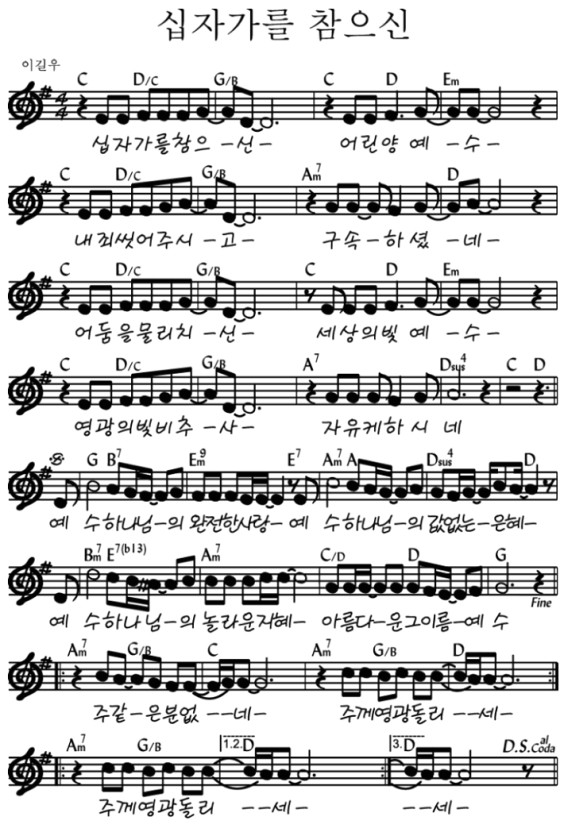 십자가를 참으신
이길우
C D/C G/B C D Em
십자가를참으 -신- 어린양 예 -수-
C D/C G/B Am7 D
내죄씻어주시 -고- 구속-하셨 -네-
C D/C G/B C D Em
어둠을물리치 -신- 세상의빛 예 -수-
C D/C G/B A7 Dsus4 C D
영광의빛비추 -사- 자유케하시 네
G B7 Em9 E7 Am7 A Dsus4 D
예 수하나님-의 완전한사랑- 예 수하나님-의 값없는-은혜-
Bm7 E7(b13) Am7 C/D D G
예 수하나님-의 놀라운지혜- 아름다-운그이름-예 수
Fine
Am7 G/B C Am7 G/B D
주같-은분없 --네- 주께영광돌리 --세-
Am7 G/B 1.2. D 3. D D.S. al Coda
주께영광돌리 --세- --세-